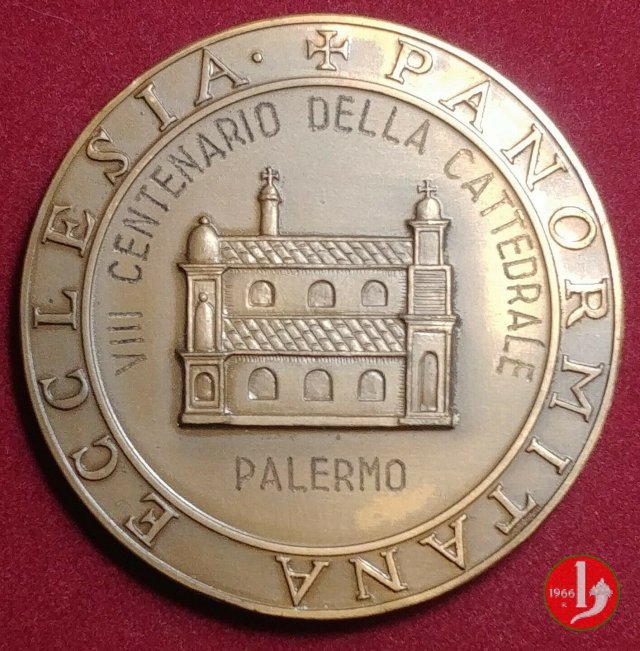 ✠ PANORMITANA ECCLESIA ·
VIII CENTENARIO DELLA CATTEDRALE
PALERMO
1966